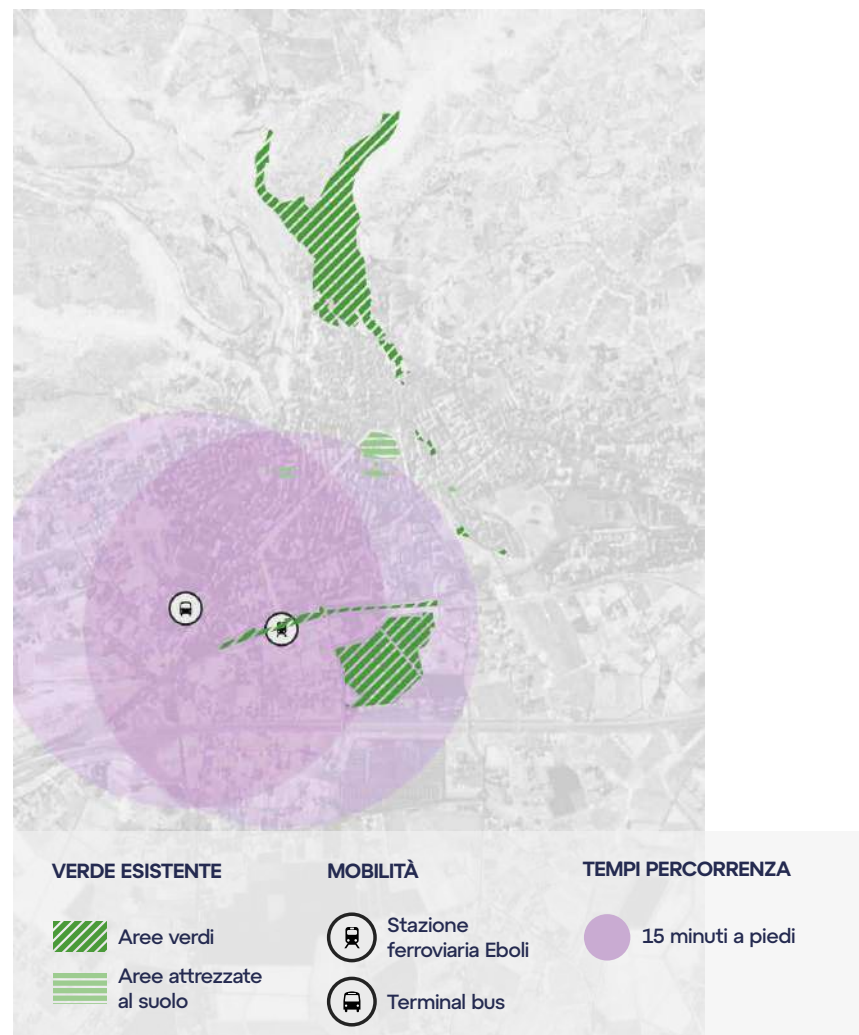 VERDE ESISTENTE
Aree verdi
Aree attrezzate
al suolo
MOBILITÀ
Stazione
ferroviaria Eboli
Terminal bus
TEMPI PERCORRENZA
15 minuti a piedi